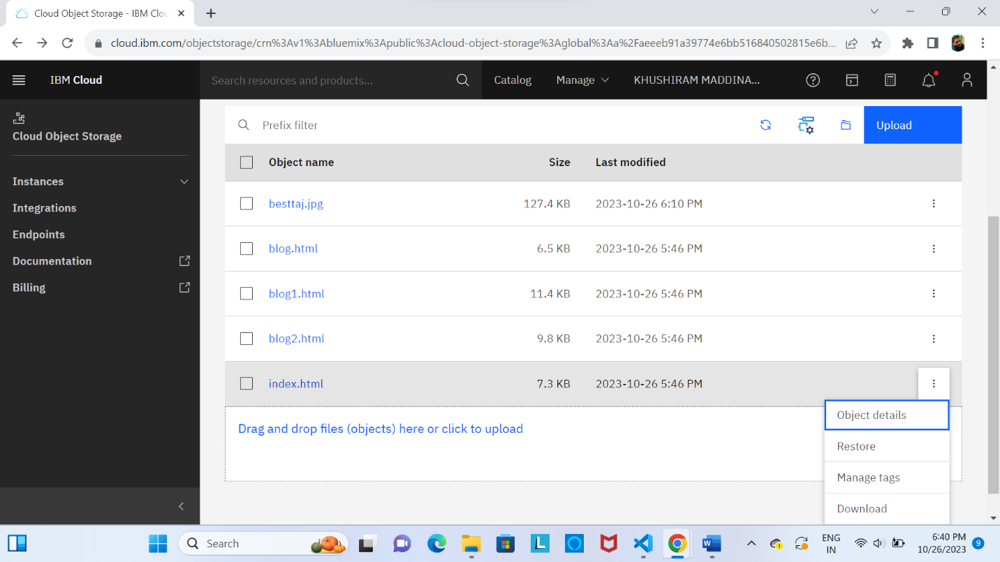 Cloud Object Storage - IBM Clou
cloud.ibm.com/objectstorage/crn%3Av1%3Abluemix%3Apublic%3Acloud-object-storage%3Aglobal%3Aa%2Faeeeb91a39774e6bb516840502815e6b...
IBM Cloud
Search resources and products...
Catalog
Manage
KHUSHIRAM MADDINA...
Cloud Object Storage
Instances
Integrations
Endpoints
Documentation
Billing
Prefix filter
Upload
Object name Size Last modified
besttaj.jpg 127.4 KB 2023-10-26 6:10 PM
blog.html 6.5 KB 2023-10-26 5:46 PM
blog1.html 11.4 KB 2023-10-26 5:46 PM
blog2.html 9.8 KB 2023-10-26 5:46 PM
index.html 7.3 KB 2023-10-26 5:46 PM
Drag and drop files (objects) here or click to upload
Object details
Restore
Manage tags
Download
Search
ENG
IN
6:40 PM
10/26/2023
9